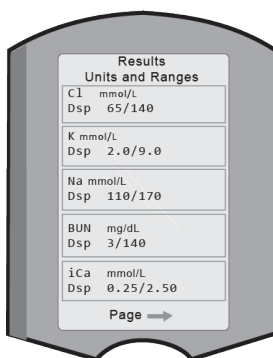 Results
Units and Ranges
Cl mmol/L
Dsp 65/140
K mmol/L
Dsp 2.0/9.0
Na mmol/L
Dsp 110/170
BUN mg/dL
Dsp 3/140
iCa mmol/L
Dsp 0.25/2.50
Page